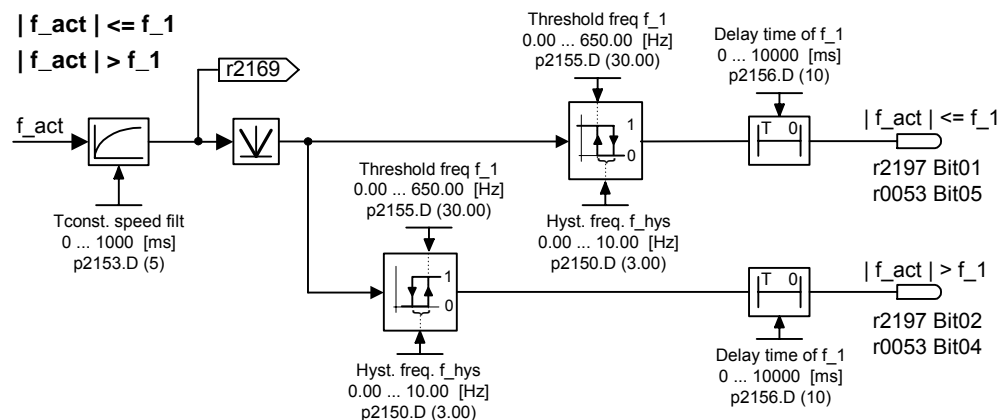 | f_act | <= f_1
| f_act | > f_1
r2169
f_act
Tconst. speed filt
0 ... 1000 [ms]
p2153.D (5)
Threshold freq f_1
0.00 ... 650.00 [Hz]
p2155.D (30.00)
1
0
Hyst. freq. f_hys
0.00 ... 10.00 [Hz]
p2150.D (3.00)
Delay time of f_1
0 ... 10000 [ms]
p2156.D (10)
T 0
| f_act | <= f_1
r2197 Bit01
r0053 Bit05
Threshold freq f_1
0.00 ... 650.00 [Hz]
p2155.D (30.00)
1
0
Hyst. freq. f_hys
0.00 ... 10.00 [Hz]
p2150.D (3.00)
T 0
Delay time of f_1
0 ... 10000 [ms]
p2156.D (10)
| f_act | > f_1
r2197 Bit02
r0053 Bit04